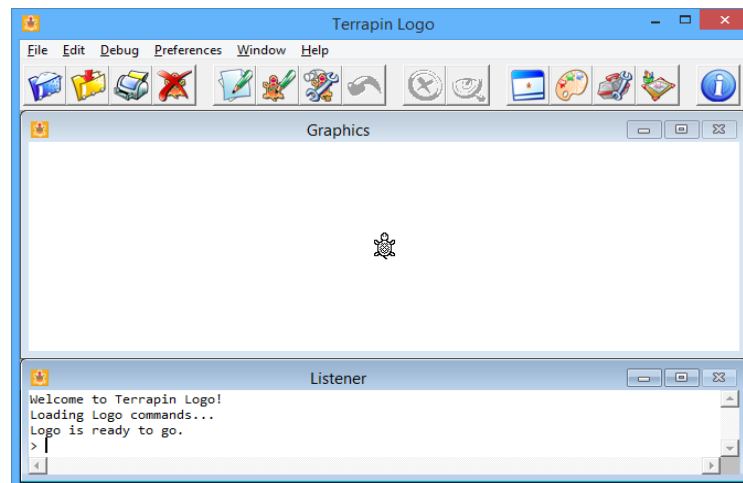 Terrapin Logo
File Edit Debug Preferences Window Help
Graphics
Listener
Welcome to Terrapin Logo!
Loading Logo commands...
Logo is ready to go.
>